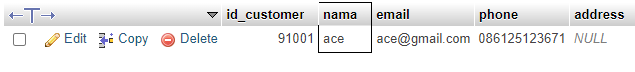 id_customer nama email phone address
Edit Copy Delete 91001 ace ace@gmail.com 086125123671 NULL